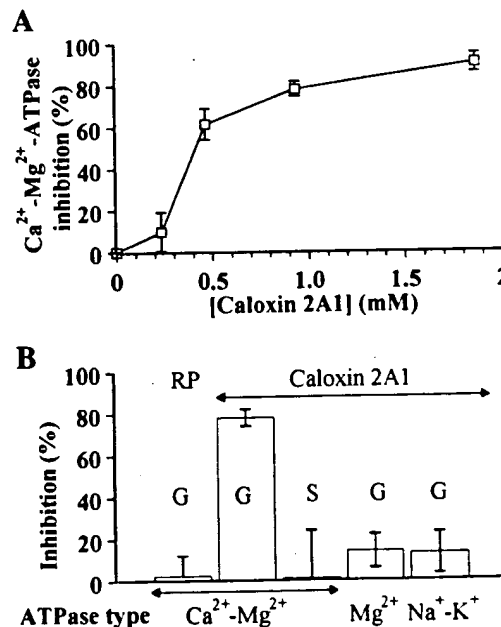 A
Ca²⁺-Mg²⁺-ATPase
inhibition (%)
100
80
60
40
20
0
0 0.5 1.0 1.5 2
[Caloxin 2A1] (mM)
B
RP Caloxin 2A1
Inhibition (%)
100
80
60
40
20
0
G G S G G
ATPase type Ca²⁺-Mg²⁺ Mg²⁺ Na⁺-K⁺